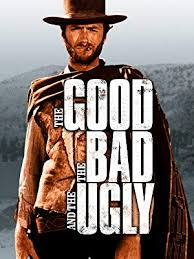 THE GOOD
THE BAD
AND THE UGLY